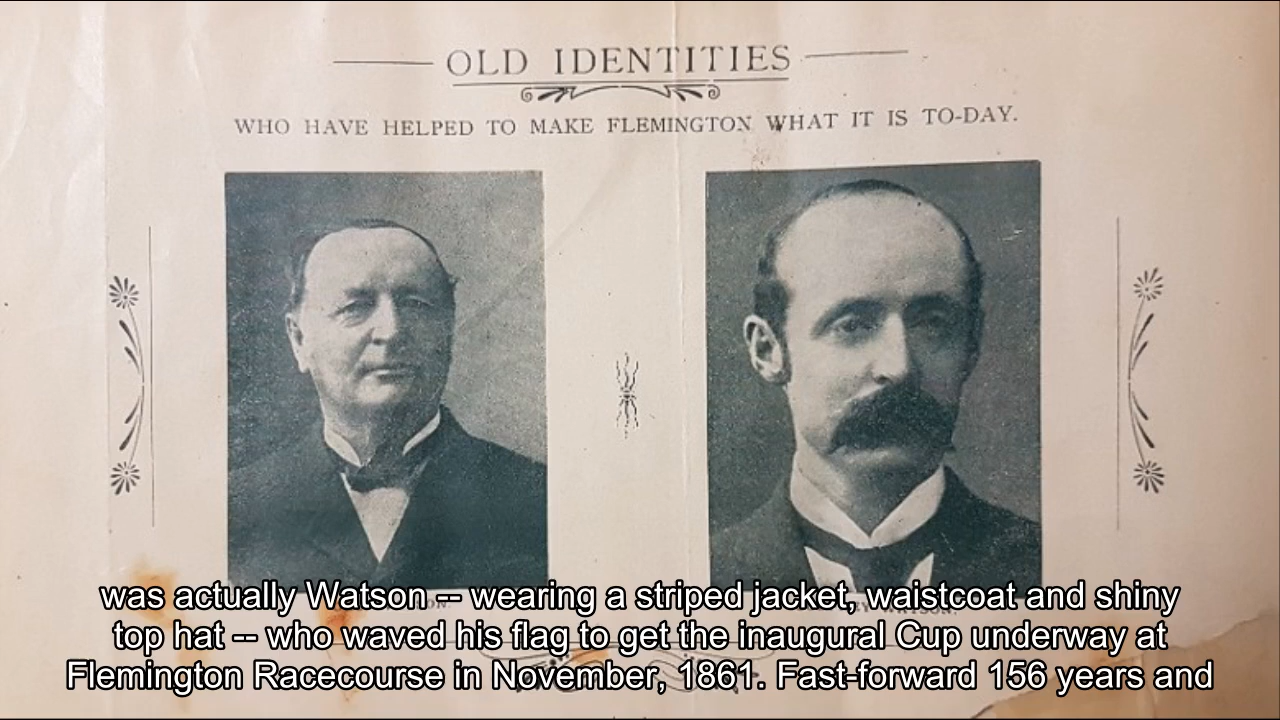 OLD IDENTITIES
WHO HAVE HELPED TO MAKE FLEMINGTON WHAT IT IS TO-DAY.
was actually Watson -- wearing a striped jacket, waistcoat and shiny
top hat -- who waved his flag to get the inaugural Cup underway at
Flemington Racecourse in November, 1861. Fast-forward 156 years and